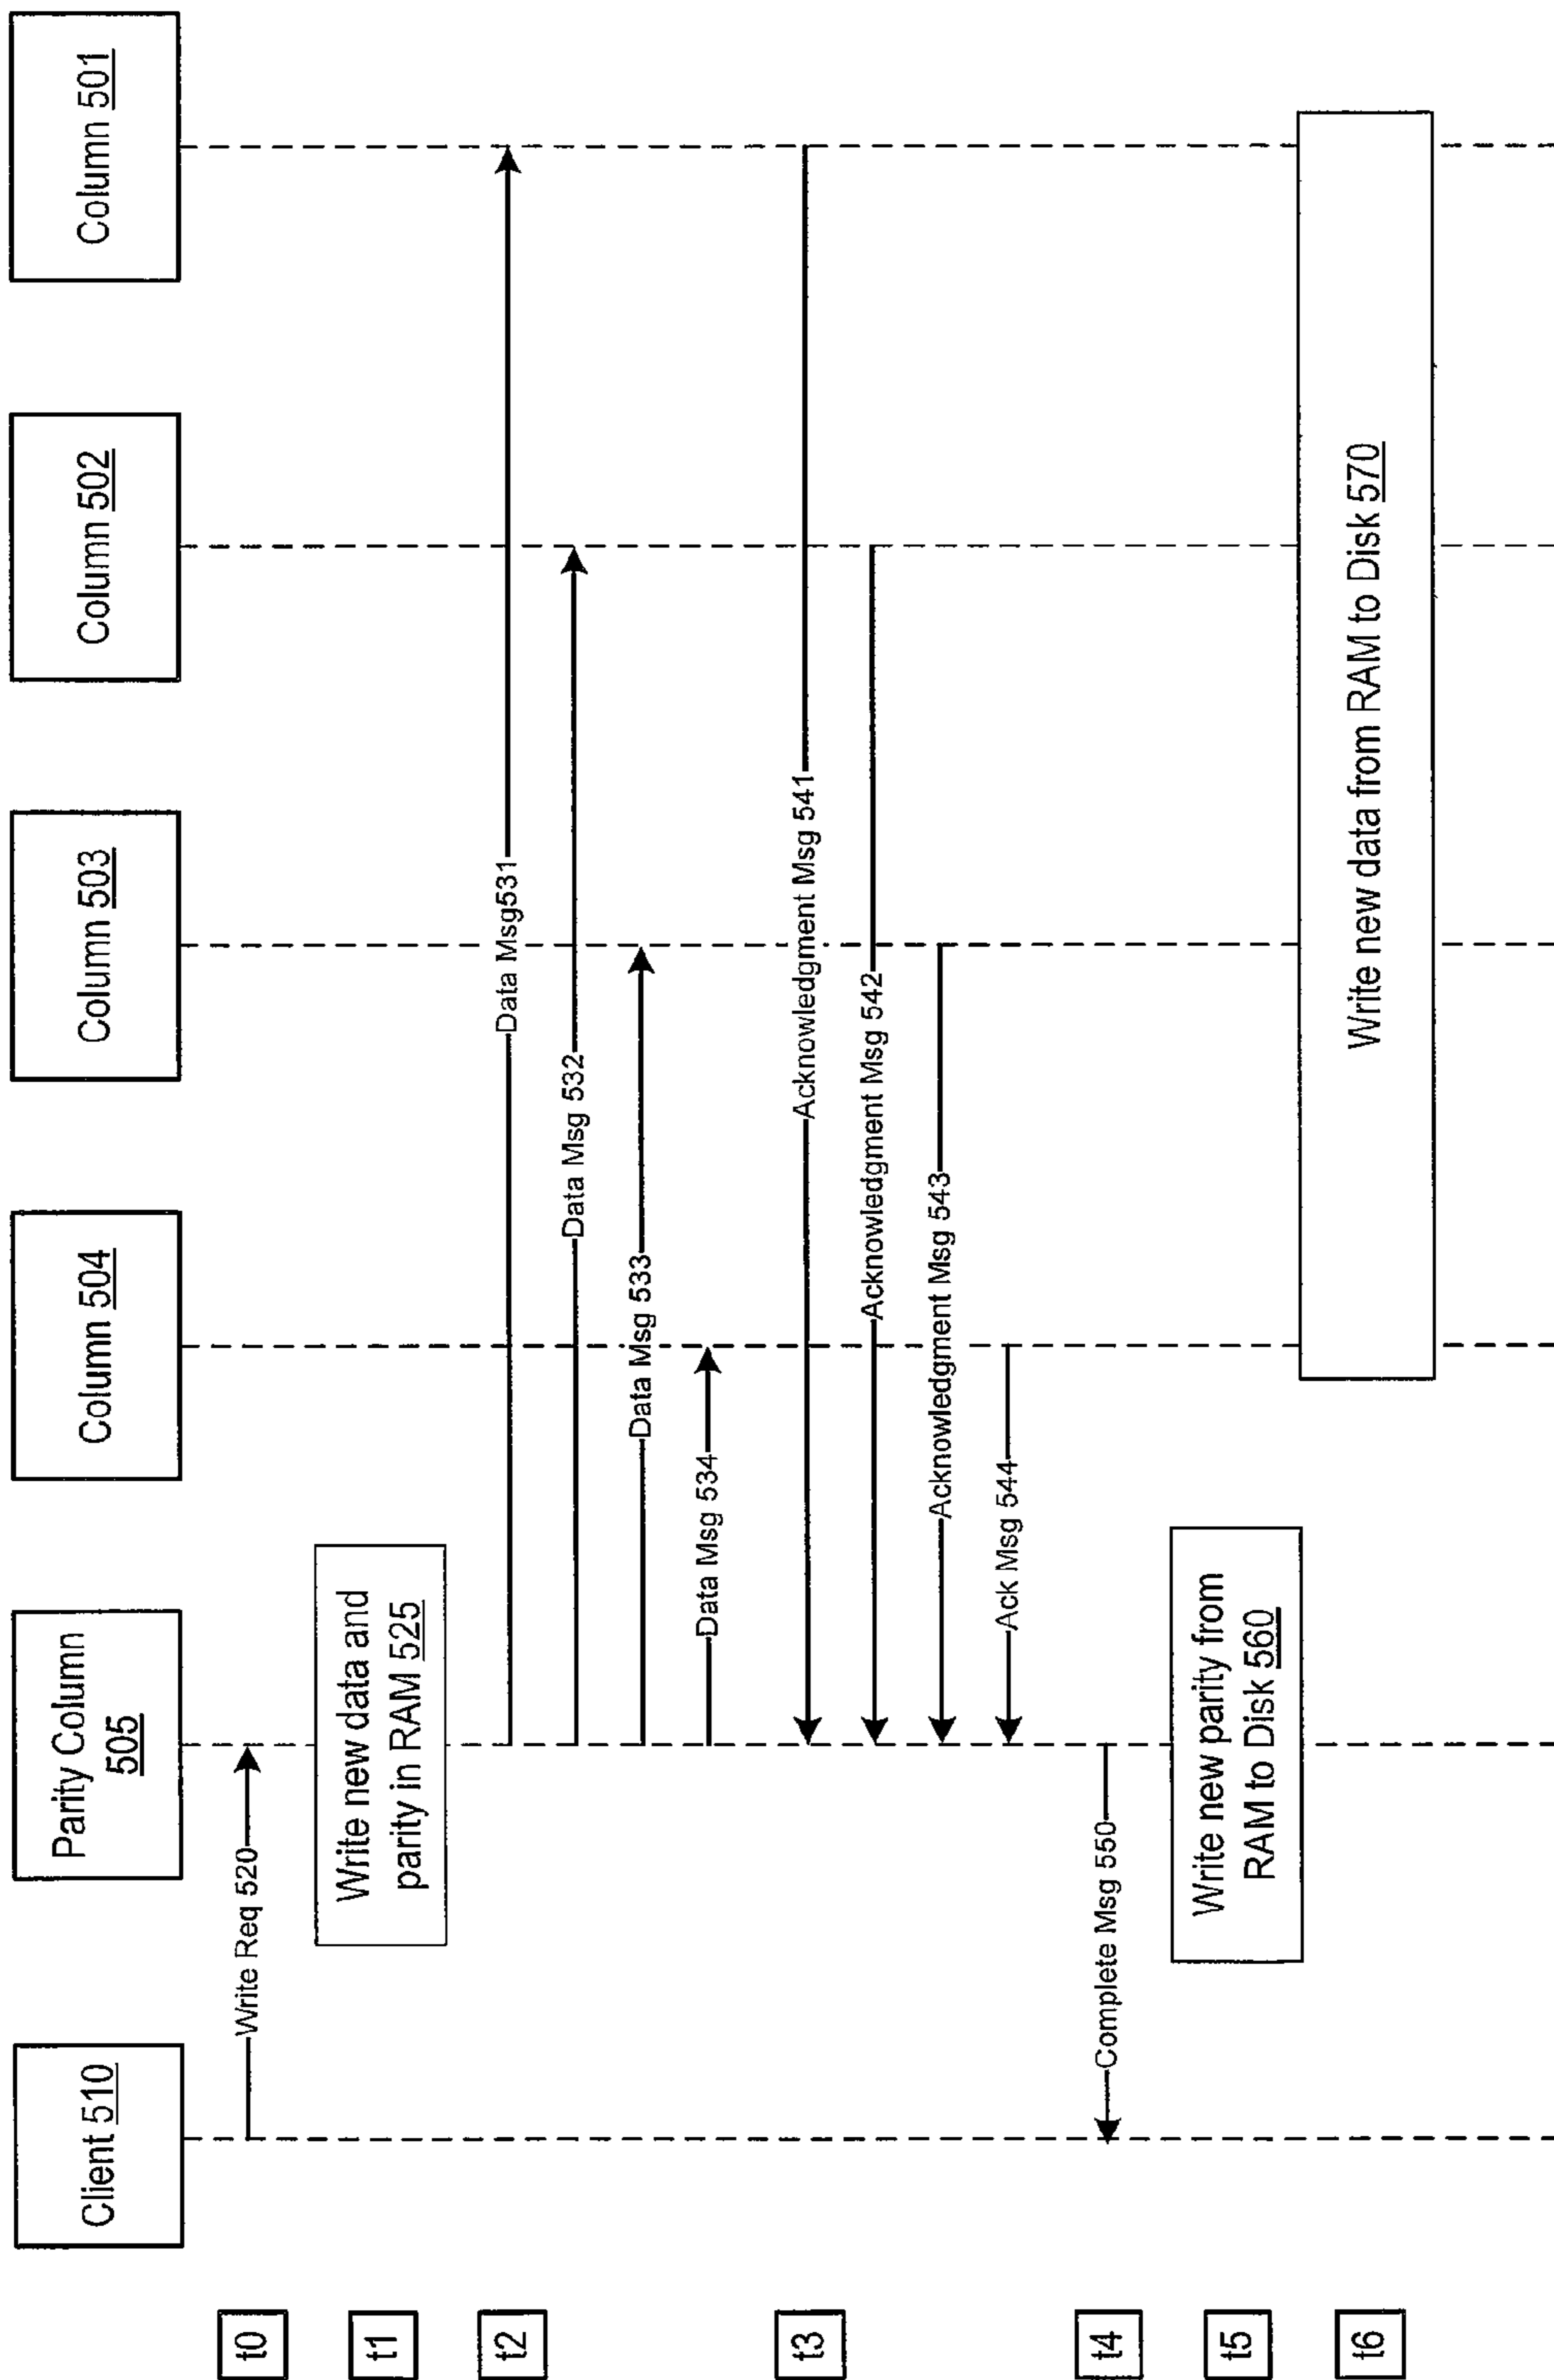 Client 510
Parity Column
505
Column 504
Column 503
Column 502
Column 501
t0
Write Req 520
t1
Write new data and
parity in RAM 525
t2
Data Msg531
Data Msg 532
Data Msg 533
Data Msg 534
t3
Acknowledgment Msg 541
Acknowledgment Msg 542
Acknowledgment Msg 543
Ack Msg 544
t4
Complete Msg 550
t5
Write new parity from
RAM to Disk 560
t6
Write new data from RAM to Disk 570